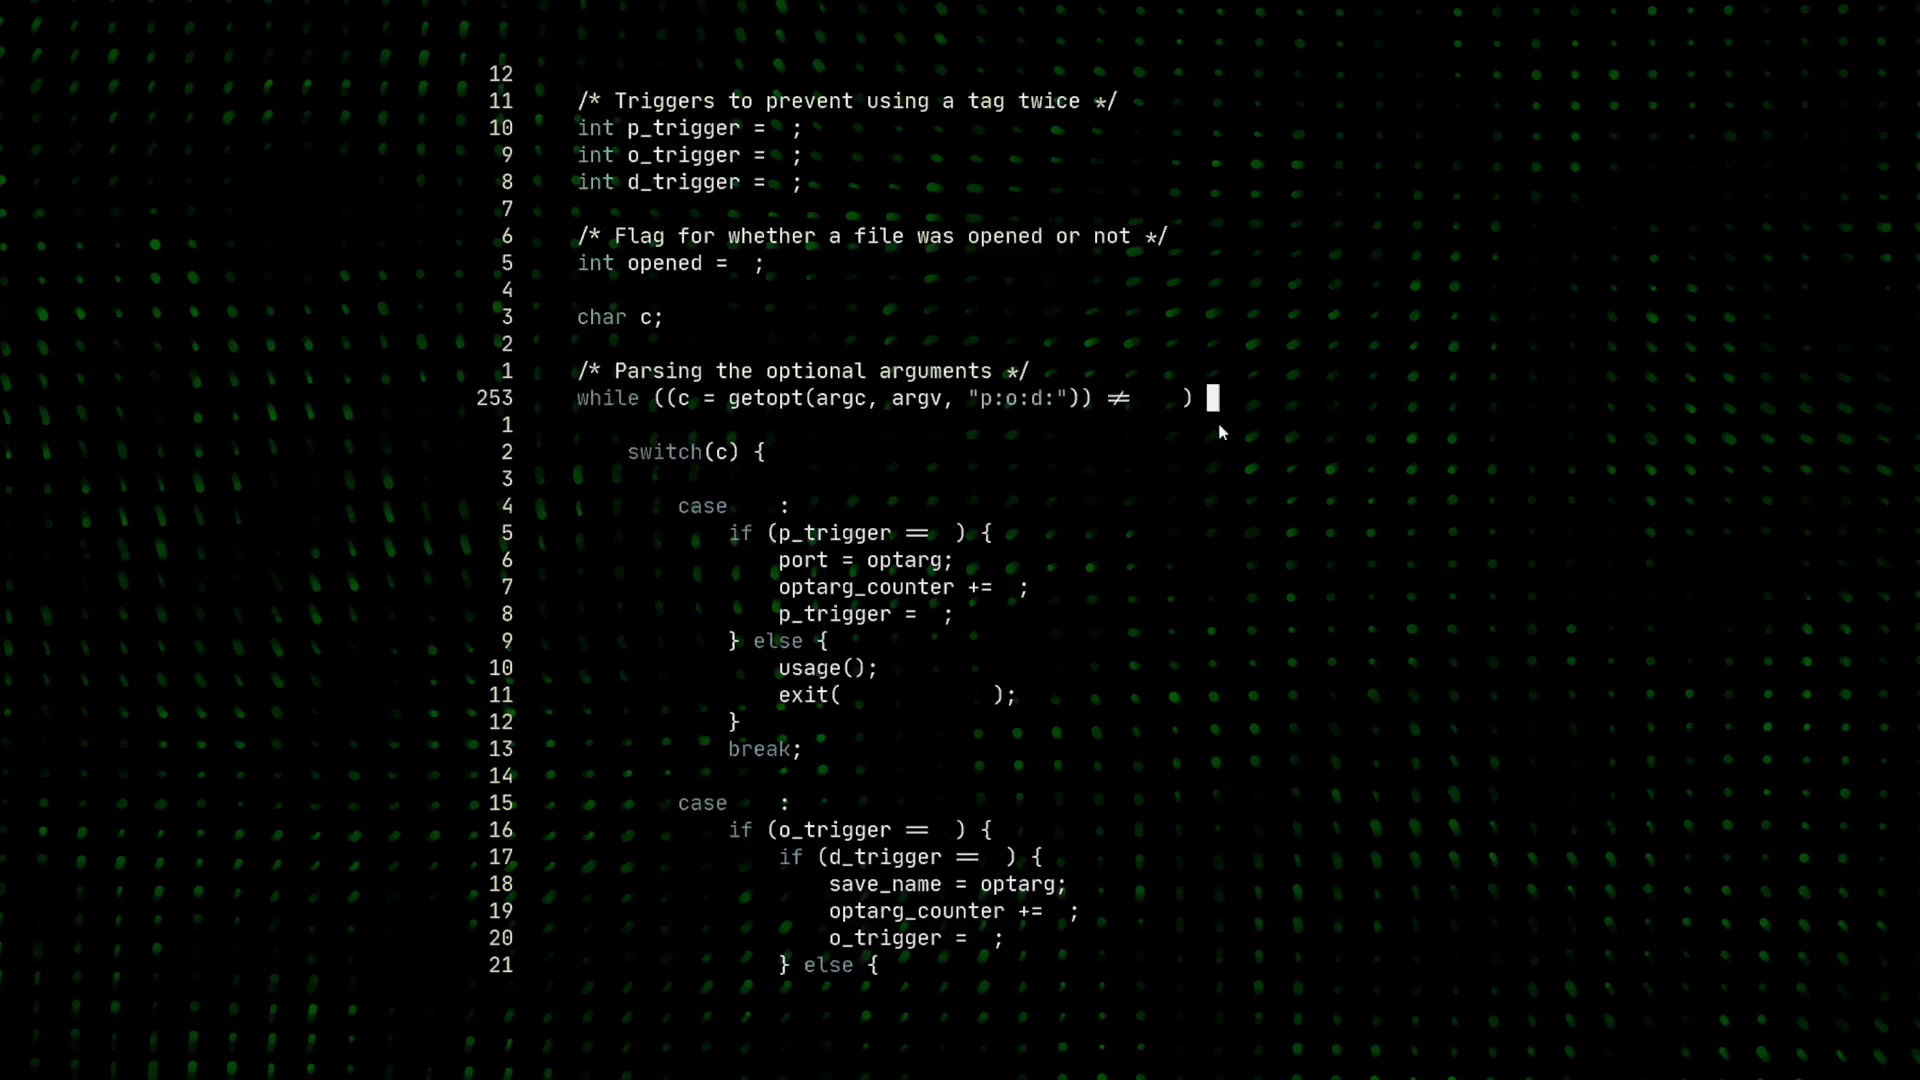 12
11 /* Triggers to prevent using a tag twice */
10 int p_trigger = ;
9 int o_trigger = ;
8 int d_trigger = ;
7
6 /* Flag for whether a file was opened or not */
5 int opened = ;
4
3 char c;
2
1 /* Parsing the optional arguments */
253 while ((c = getopt(argc, argv, "p:o:d:")) ≠ )
1
2 switch(c) {
3
4 case :
5 if (p_trigger == ) {
6 port = optarg;
7 optarg_counter += ;
8 p_trigger = ;
9 } else {
10 usage();
11 exit( );
12 }
13 break;
14
15 case :
16 if (o_trigger == ) {
17 if (d_trigger == ) {
18 save_name = optarg;
19 optarg_counter += ;
20 o_trigger = ;
21 } else {